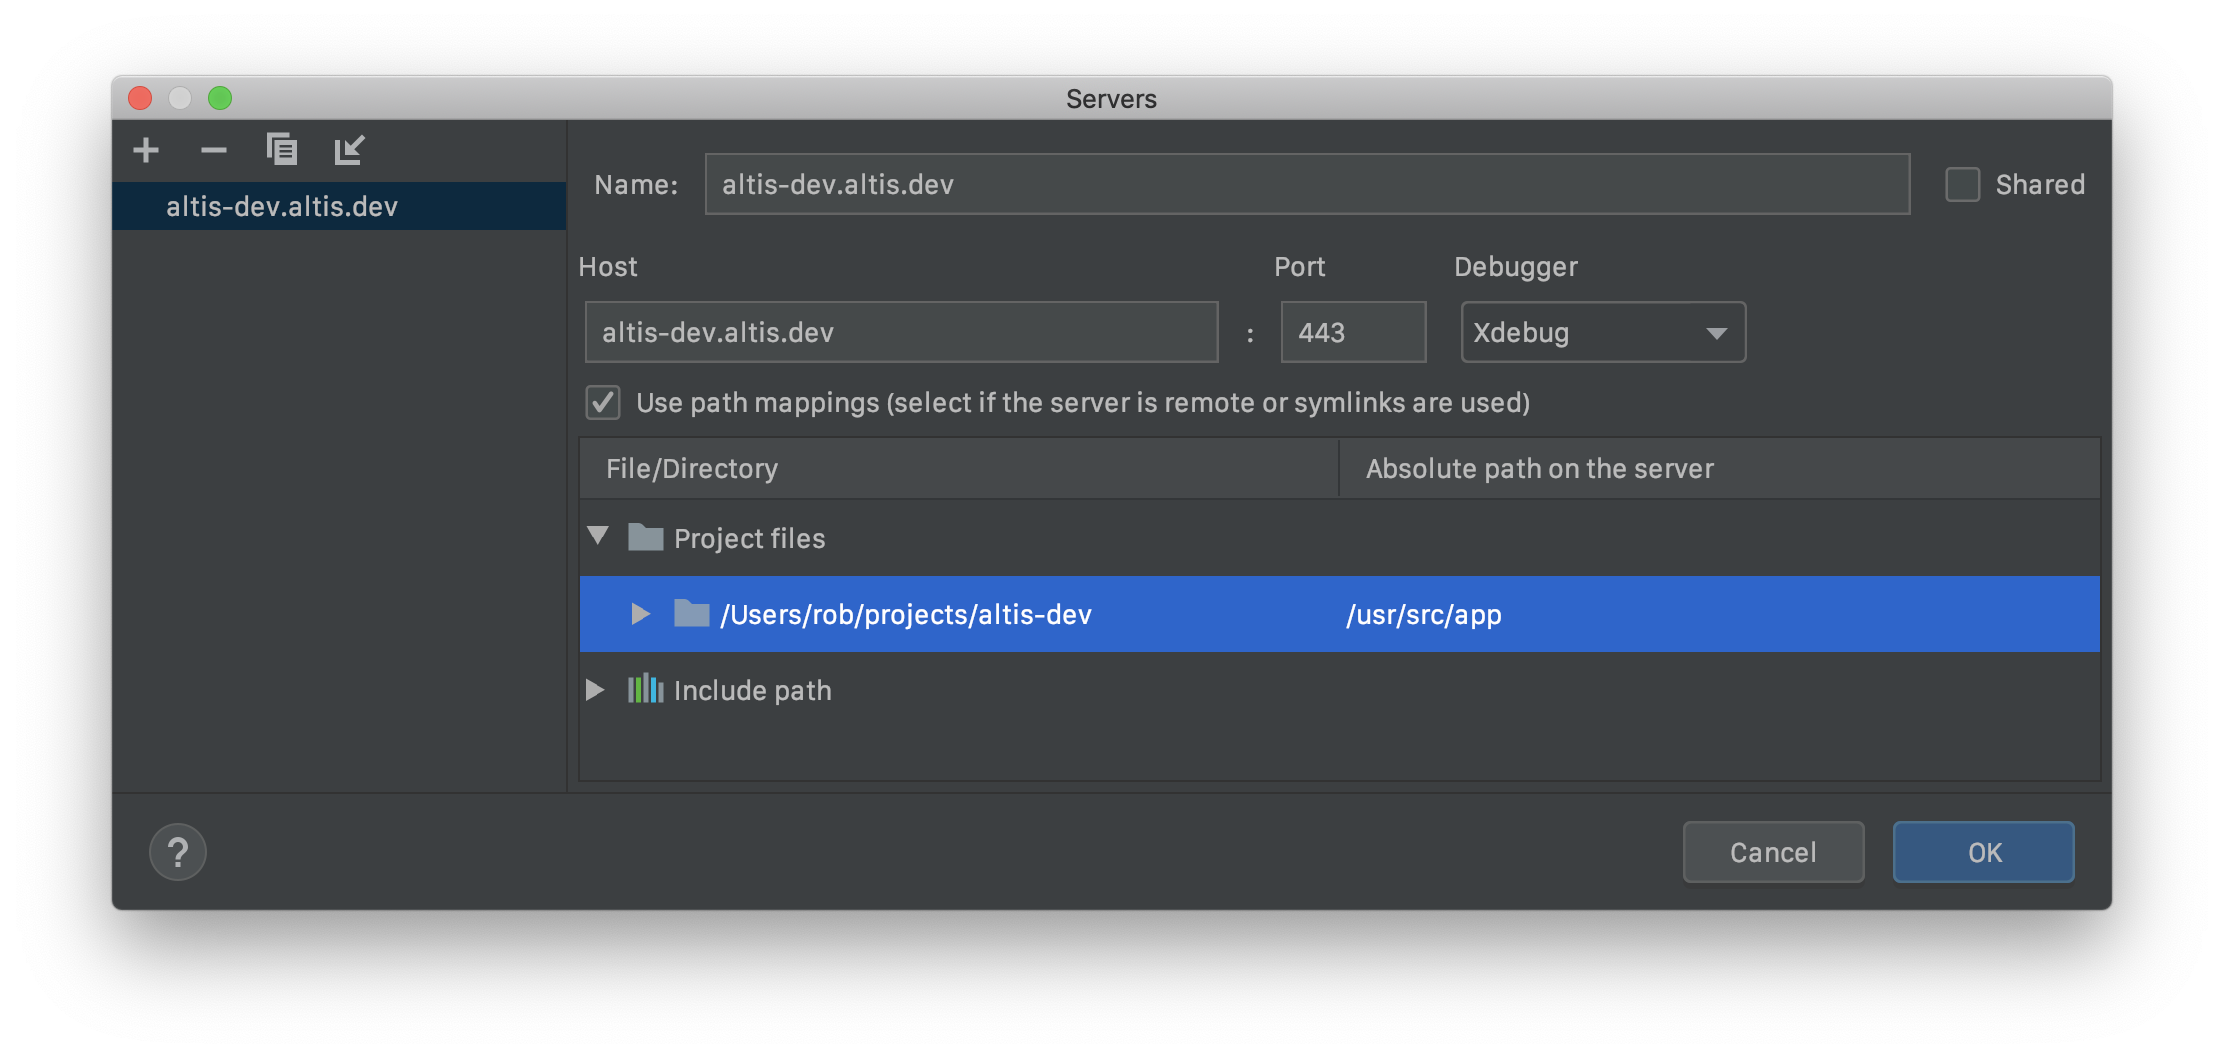 Servers
altis-dev.altis.dev
Name: altis-dev.altis.dev Shared
Host Port Debugger
altis-dev.altis.dev : 443 Xdebug
Use path mappings (select if the server is remote or symlinks are used)
File/Directory Absolute path on the server
Project files
/Users/rob/projects/altis-dev /usr/src/app
Include path
? Cancel OK